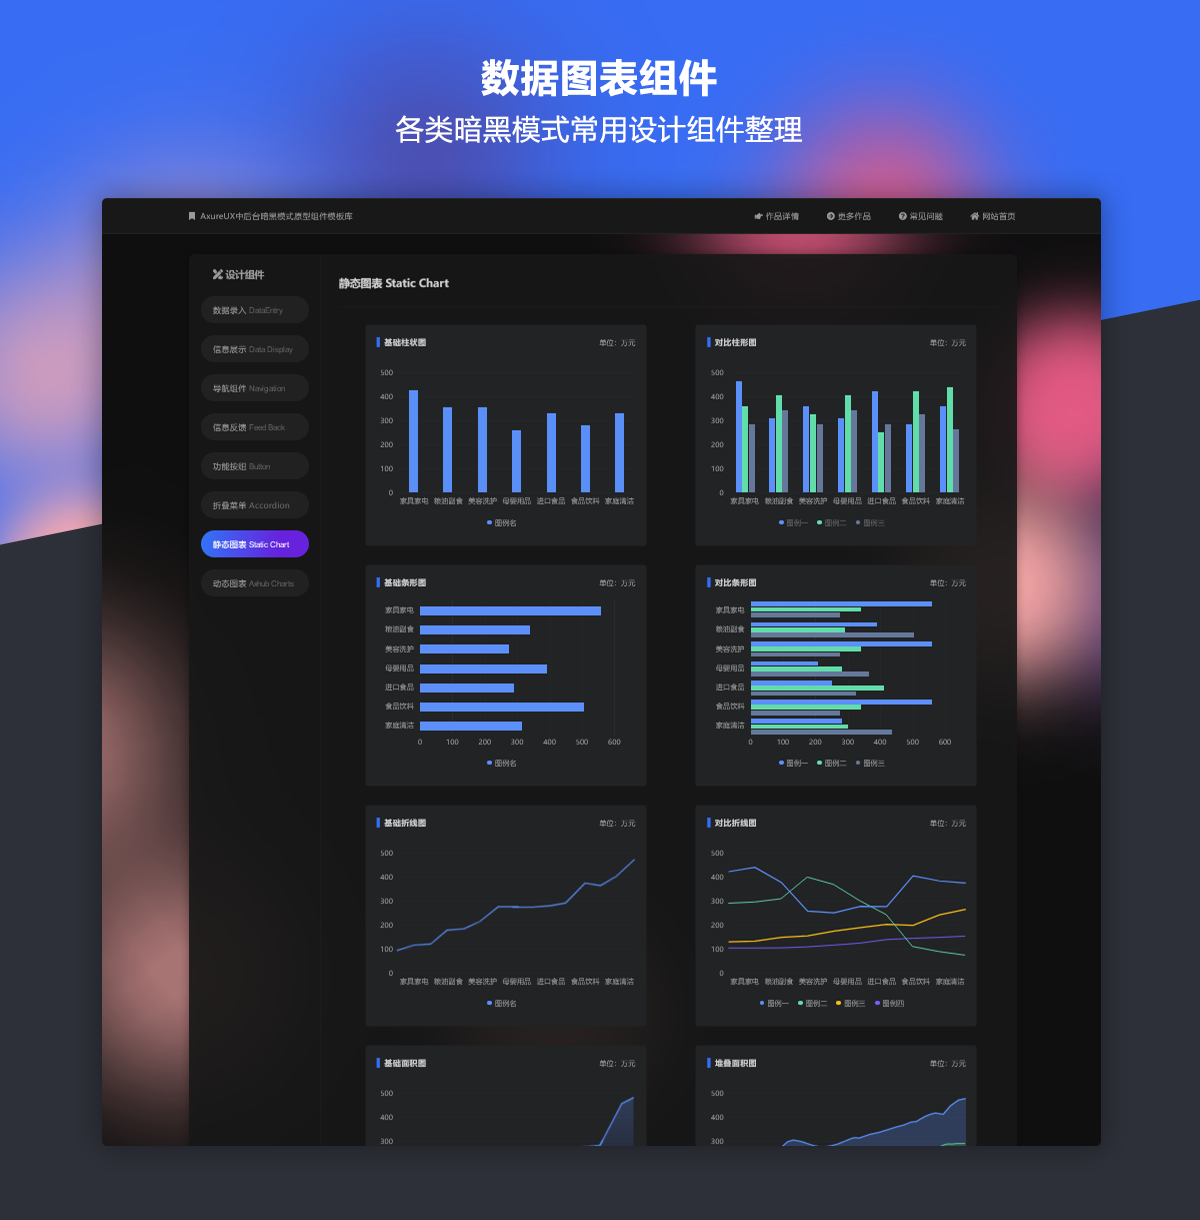 数据图表组件
各类暗黑模式常用设计组件整理
AxureUX中后台暗黑模式原型组件模板库
作品详情 更多作品 常见问题 网站首页
设计组件
数据录入 DataEntry
信息展示 Data Display
导航组件 Navigation
信息反馈 Feed Back
功能按钮 Button
折叠菜单 Accordion
静态图表 Static Chart
动态图表 Axhub Charts
静态图表 Static Chart
基础柱状图 单位：万元
500
400
300
200
100
0
家具家电 粮油副食 美容洗护 母婴用品 进口食品 食品饮料 家庭清洁
图例名
对比柱形图 单位：万元
500
400
300
200
100
0
家具家电 粮油副食 美容洗护 母婴用品 进口食品 食品饮料 家庭清洁
图例一 图例二 图例三
基础条形图 单位：万元
家具家电
粮油副食
美容洗护
母婴用品
进口食品
食品饮料
家庭清洁
0 100 200 300 400 500 600
图例名
对比条形图 单位：万元
家具家电
粮油副食
美容洗护
母婴用品
进口食品
食品饮料
家庭清洁
0 100 200 300 400 500 600
图例一 图例二 图例三
基础折线图 单位：万元
500
400
300
200
100
0
家具家电 粮油副食 美容洗护 母婴用品 进口食品 食品饮料 家庭清洁
图例名
对比折线图 单位：万元
500
400
300
200
100
0
家具家电 粮油副食 美容洗护 母婴用品 进口食品 食品饮料 家庭清洁
图例一 图例二 图例三 图例四
基础面积图 单位：万元
500
400
300
堆叠面积图 单位：万元
500
400
300